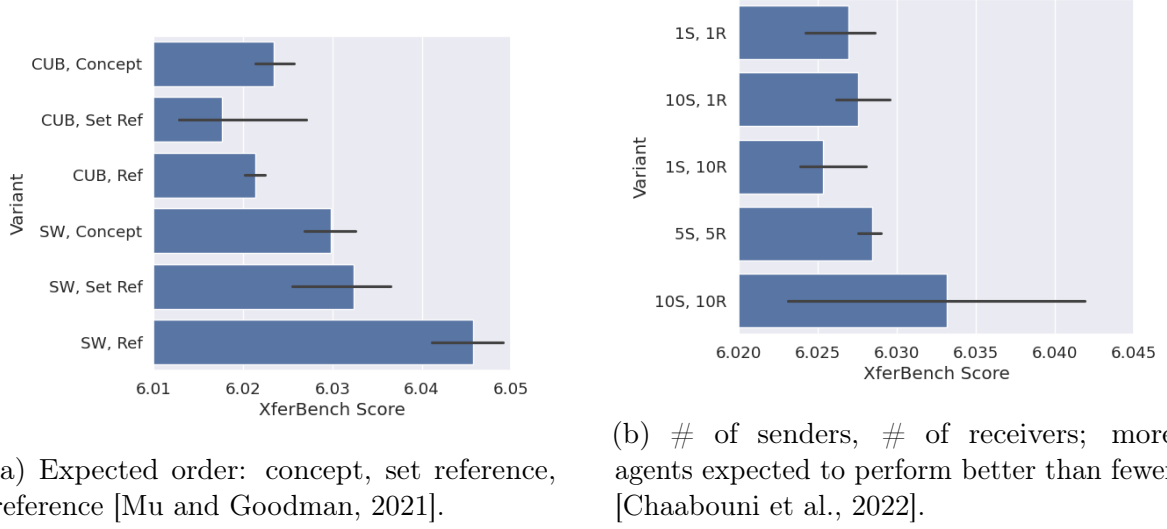 Variant
CUB, Concept
CUB, Set Ref
CUB, Ref
SW, Concept
SW, Set Ref
SW, Ref
6.01 6.02 6.03 6.04 6.05
XferBench Score
a) Expected order: concept, set reference,
reference [Mu and Goodman, 2021].
Variant
1S, 1R
10S, 1R
1S, 10R
5S, 5R
10S, 10R
6.020 6.025 6.030 6.035 6.040 6.045
XferBench Score
(b) # of senders, # of receivers; more
agents expected to perform better than fewer
[Chaabouni et al., 2022].